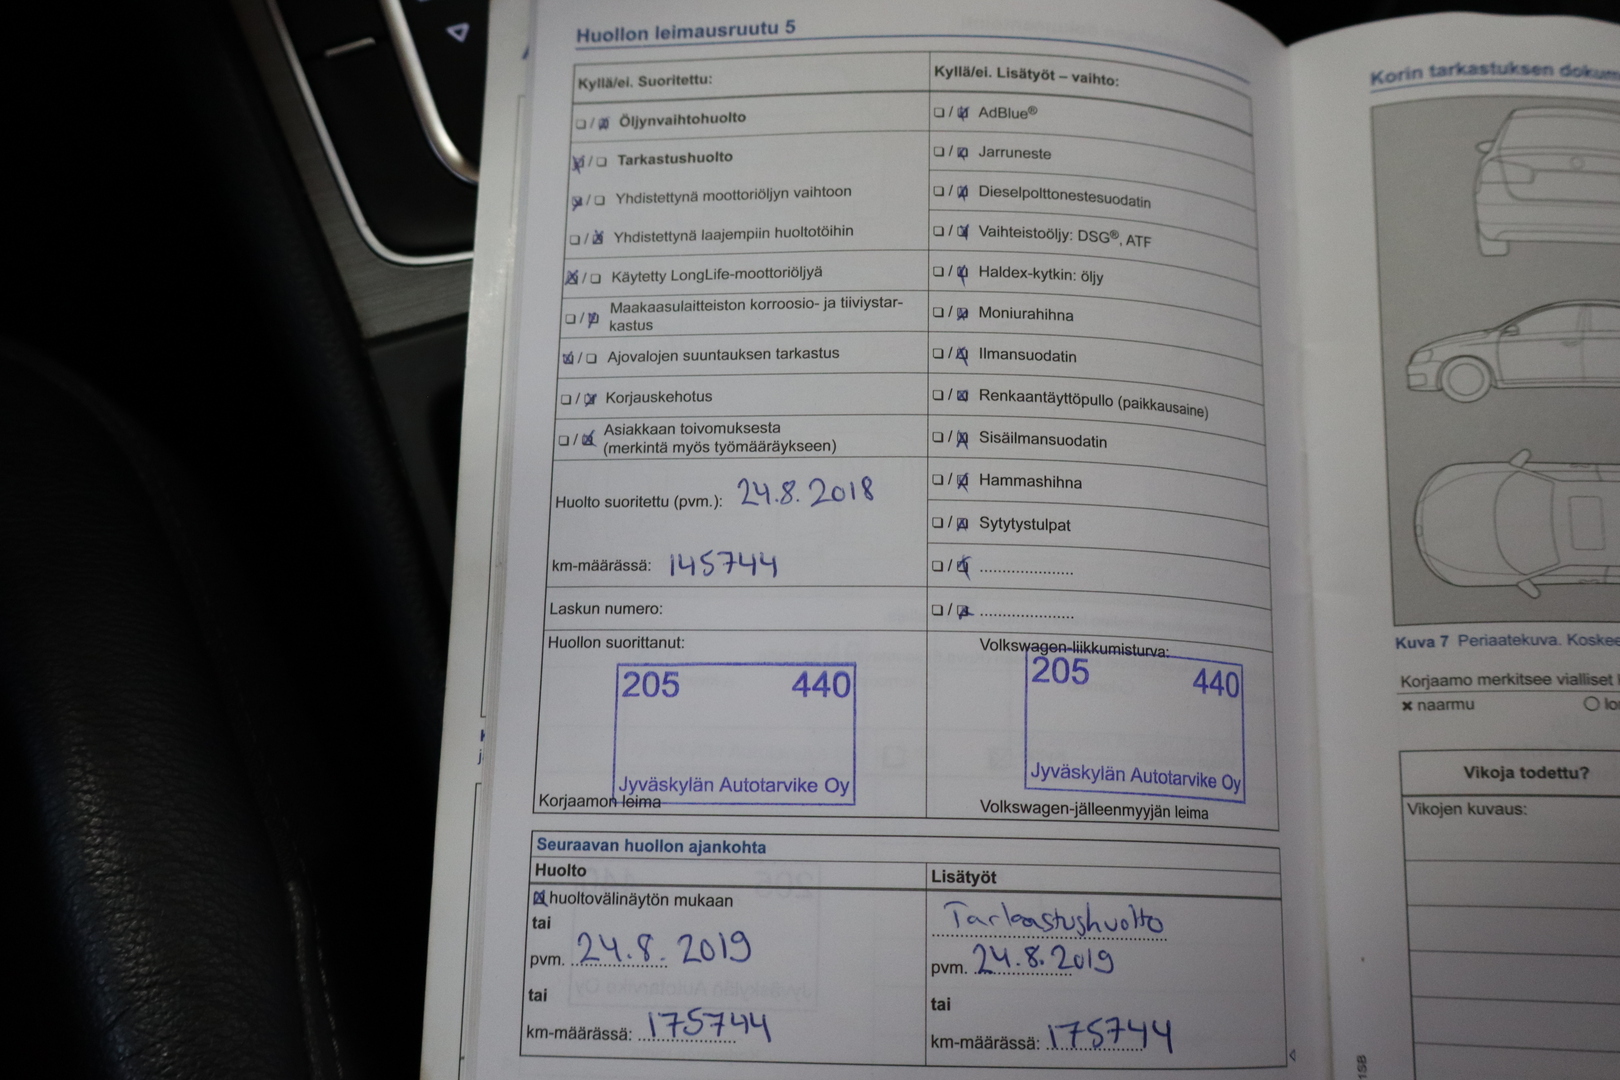 Huollon leimausruutu 5
Kyllä/ei. Suoritettu:
Öljynvaihtohuolto
Tarkastushuolto
Yhdistettynä moottoriöljyn vaihtoon
Yhdistettynä laajempiin huoltotöihin
Käytetty LongLife-moottoriöljyä
Maakaasulaitteiston korroosio- ja tiiviystar-
kastus
Ajovalojen suuntauksen tarkastus
Korjauskehotus
Asiakkaan toivomuksesta
(merkintä myös työmääräykseen)
Huolto suoritettu (pvm.): 24.8.2018
km-määrässä: 145744
Laskun numero:
Huollon suorittanut:
205 440
Jyväskylän Autotarvike Oy
Korjaamon leima
Kyllä/ei. Lisätyöt – vaihto:
AdBlue®
Jarruneste
Dieselpolttonestesuodatin
Vaihteistoöljy: DSG®, ATF
Haldex-kytkin: öljy
Moniurahihna
Ilmansuodatin
Renkaantäyttöpullo (paikkausaine)
Sisäilmansuodatin
Hammashihna
Sytytystulpat
Volkswagen-liikkumisturva:
205 440
Jyväskylän Autotarvike Oy
Volkswagen-jälleenmyyjän leima
Seuraavan huollon ajankohta
Huolto
huoltovälinäytön mukaan
tai
pvm. 24.8.2019
tai
km-määrässä: 175744
Lisätyöt
Tarkastushuolto
pvm. 24.8.2019
tai
km-määrässä: 175744
Korin tarkastuksen
Kuva 7 Periaatekuva.
Korjaamo merkitsee vialliset
× naarmu
Vikoja todettu?
Vikojen kuvaus: